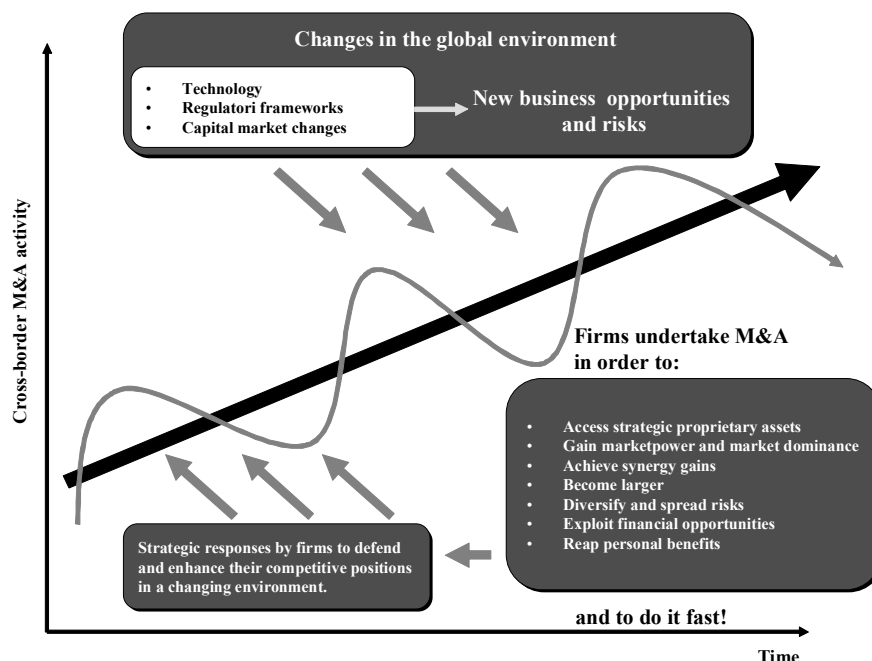 Changes in the global environment
• Technology
• Regulatori frameworks
• Capital market changes
New business opportunities
and risks
Cross-border M&A activity
Firms undertake M&A
in order to:
• Access strategic proprietary assets
• Gain marketpower and market dominance
• Achieve synergy gains
• Become larger
• Diversify and spread risks
• Exploit financial opportunities
• Reap personal benefits
Strategic responses by firms to defend
and enhance their competitive positions
in a changing environment.
and to do it fast!
Time